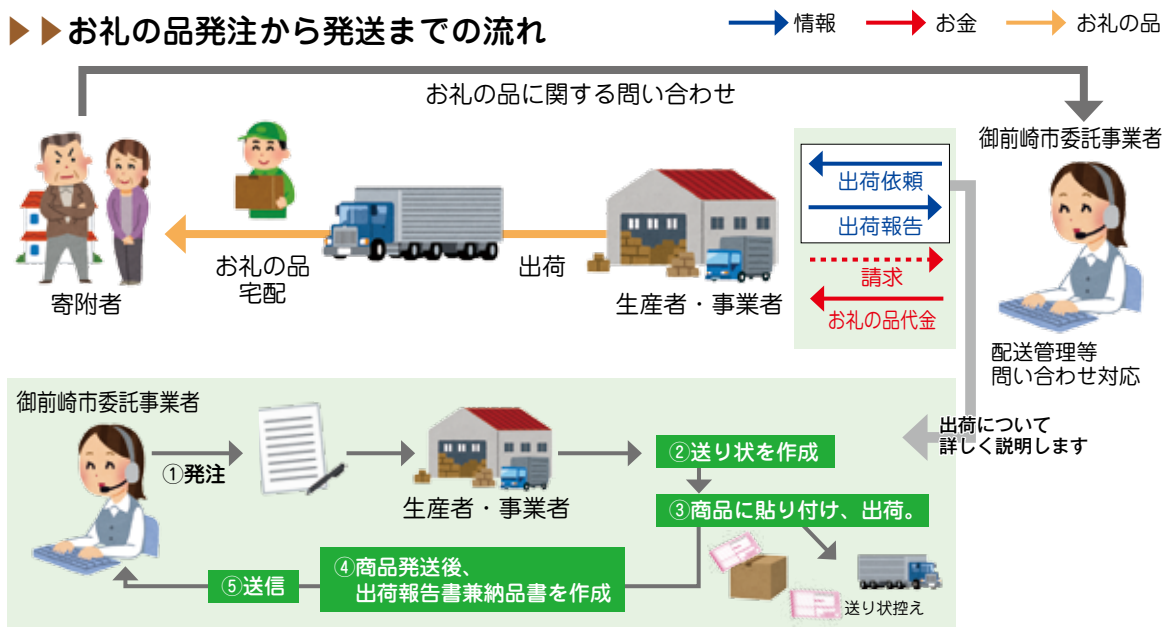 ▶▶お礼の品発注から発送までの流れ
情報
お金
お礼の品
お礼の品に関する問い合わせ
御前崎市委託事業者
出荷依頼
出荷報告
請求
お礼の品代金
お礼の品
宅配
出荷
寄附者
生産者・事業者
配送管理等
問い合わせ対応
出荷について
詳しく説明します
御前崎市委託事業者
①発注
生産者・事業者
②送り状を作成
③商品に貼り付け、出荷。
④商品発送後、
出荷報告書兼納品書を作成
⑤送信
送り状控え